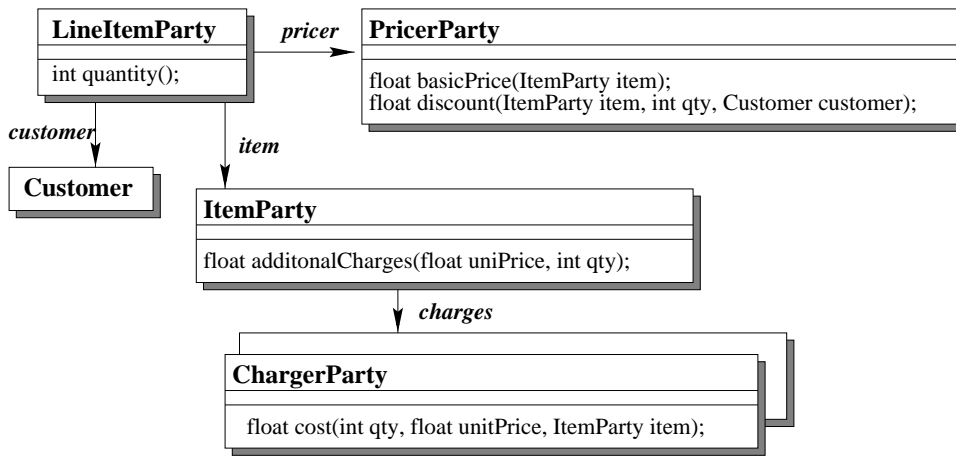 LineItemParty
int quantity();
pricer
PricerParty
float basicPrice(ItemParty item);
float discount(ItemParty item, int qty, Customer customer);
customer
item
Customer
ItemParty
float additonalCharges(float uniPrice, int qty);
charges
ChargerParty
float cost(int qty, float unitPrice, ItemParty item);